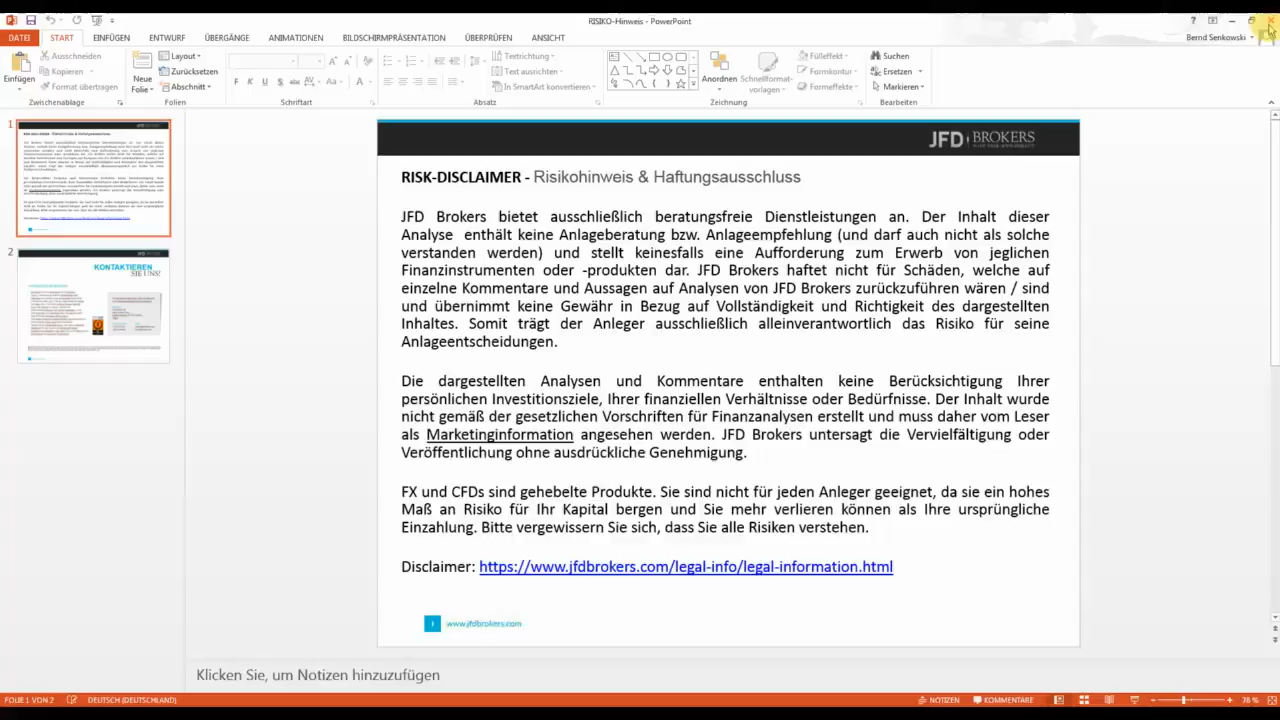 RISIKO-Hinweis - PowerPoint
DATEI START EINFÜGEN ENTWURF ÜBERGÄNGE ANIMATIONEN BILDSCHIRMPRÄSENTATION ÜBERPRÜFEN ANSICHT Bernd Senkowski
Einfügen
Ausschneiden
Kopieren
Format übertragen
Zwischenablage
Neue Folie
Layout
Zurücksetzen
Abschnitt
Folien
F K U S abc AV Aa A
Schriftart
Textrichtung
Text ausrichten
In SmartArt konvertieren
Absatz
Anordnen
Schnellformat-vorlagen
Fülleffekt
Formkontur
Formeffekte
Zeichnung
Suchen
Ersetzen
Markieren
Bearbeiten
1
2
KONTAKTIEREN
SIE UNS!
JFD BROKERS
RISK-DISCLAIMER - Risikohinweis & Haftungsausschluss
JFD Brokers bietet ausschließlich beratungsfreie Dienstleistungen an. Der Inhalt dieser
Analyse enthält keine Anlageberatung bzw. Anlageempfehlung (und darf auch nicht als solche
verstanden werden) und stellt keinesfalls eine Aufforderung zum Erwerb von jeglichen
Finanzinstrumenten oder -produkten dar. JFD Brokers haftet nicht für Schäden, welche auf
einzelne Kommentare und Aussagen auf Analysen von JFD Brokers zurückzuführen wären / sind
und übernimmt keine Gewähr in Bezug auf Vollständigkeit und Richtigkeit des dargestellten
Inhaltes. Somit trägt der Anleger ausschließlich alleinverantwortlich das Risiko für seine
Anlageentscheidungen.
Die dargestellten Analysen und Kommentare enthalten keine Berücksichtigung Ihrer
persönlichen Investitionsziele, Ihrer finanziellen Verhältnisse oder Bedürfnisse. Der Inhalt wurde
nicht gemäß der gesetzlichen Vorschriften für Finanzanalysen erstellt und muss daher vom Leser
als Marketinginformation angesehen werden. JFD Brokers untersagt die Vervielfältigung oder
Veröffentlichung ohne ausdrückliche Genehmigung.
FX und CFDs sind gehebelte Produkte. Sie sind nicht für jeden Anleger geeignet, da sie ein hohes
Maß an Risiko für Ihr Kapital bergen und Sie mehr verlieren können als Ihre ursprüngliche
Einzahlung. Bitte vergewissern Sie sich, dass Sie alle Risiken verstehen.
Disclaimer: https://www.jfdbrokers.com/legal-info/legal-information.html
1 www.jfdbrokers.com
Klicken Sie, um Notizen hinzuzufügen
FOLIE 1 VON 2 DEUTSCH (DEUTSCHLAND) NOTIZEN KOMMENTARE 78 %